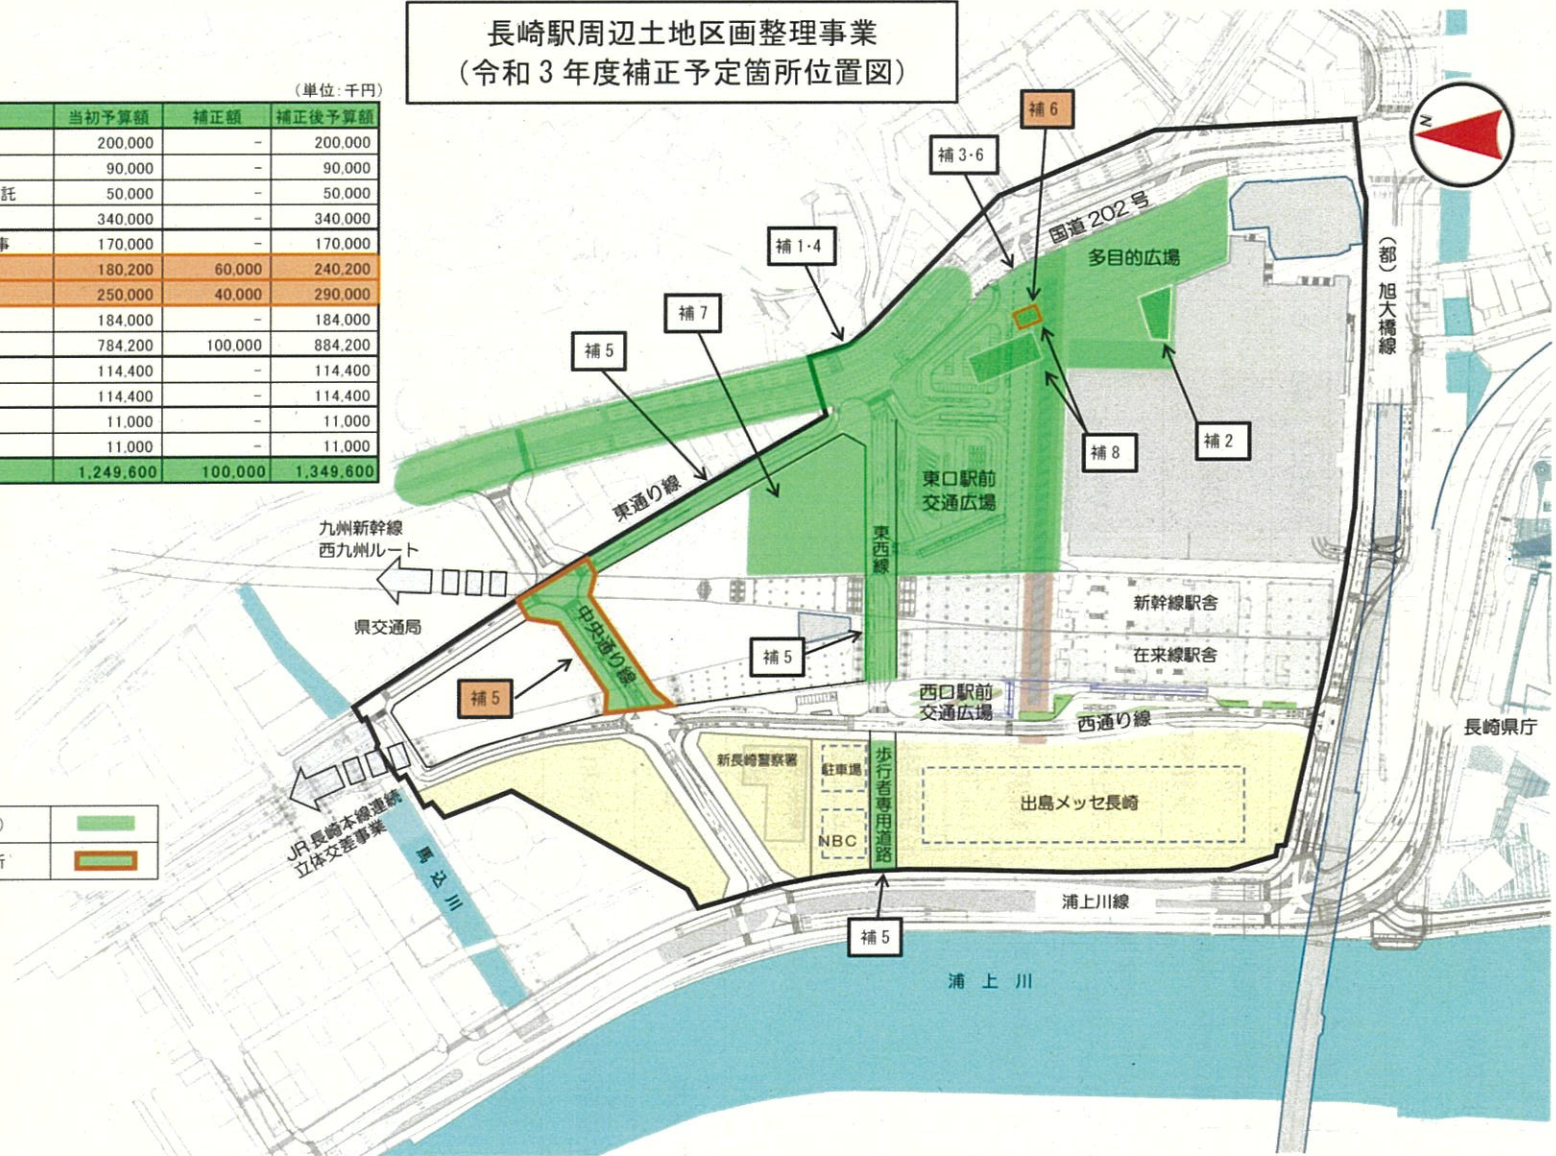 長崎駅周辺土地区画整理事業
（令和３年度補正予定箇所位置図）
（単位：千円）
当初予算額 補正額 補正後予算額
200,000 － 200,000
90,000 － 90,000
託 50,000 － 50,000
340,000 － 340,000
事 170,000 － 170,000
180,200 60,000 240,200
250,000 40,000 290,000
184,000 － 184,000
784,200 100,000 884,200
114,400 － 114,400
114,400 － 114,400
11,000 － 11,000
11,000 － 11,000
1,249,600 100,000 1,349,600
N
補６
補３・６
補１・４
補７
補５
国道２０２号
多目的広場
（都）旭大橋線
補８
補２
東口駅前
交通広場
東通り線
東西線
九州新幹線
西九州ルート
県交通局
中央通り線
補５
補５
新幹線駅舎
在来線駅舎
西口駅前
交通広場
西通り線
長崎県庁
新長崎警察署
駐車場
NBC
歩行者専用道路
出島メッセ長崎
JR長崎本線連続
立体交差事業
馬込川
浦上川線
補５
浦上川
）
所